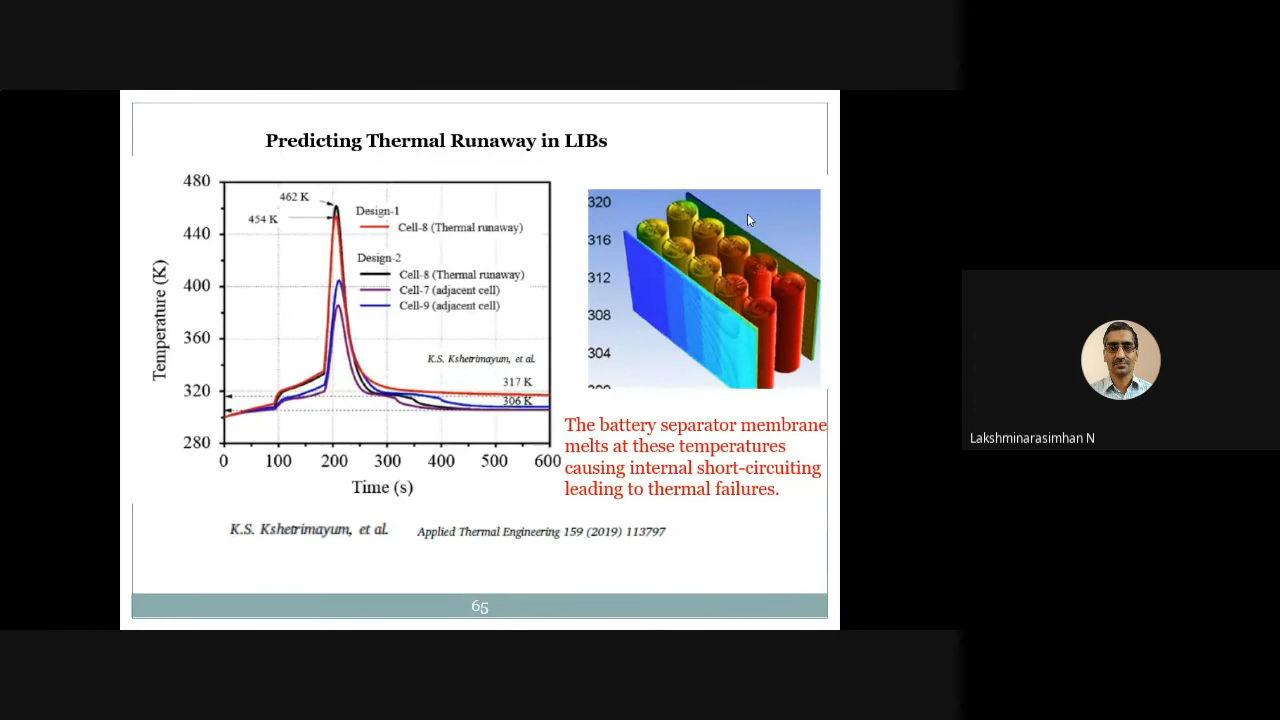 Predicting Thermal Runaway in LIBs
480
440
400
360
320
280
0 100 200 300 400 500 600
Temperature (K)
Time (s)
462 K
454 K
Design-1
Cell-8 (Thermal runaway)
Design-2
Cell-8 (Thermal runaway)
Cell-7 (adjacent cell)
Cell-9 (adjacent cell)
K.S. Kshetrimayum, et al.
317 K
306 K
320
316
312
308
304
The battery separator membrane
melts at these temperatures
causing internal short-circuiting
leading to thermal failures.
K.S. Kshetrimayum, et al. Applied Thermal Engineering 159 (2019) 113797
65
Lakshminarasimhan N